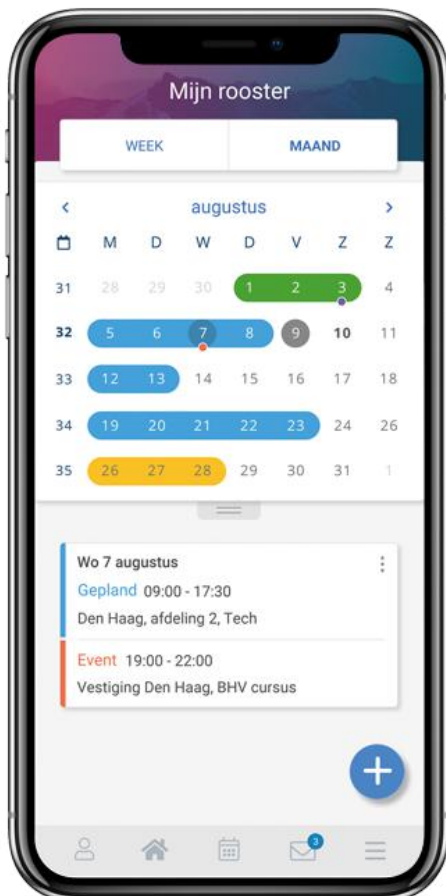 Mijn rooster
WEEK MAAND
augustus
M D W D V Z Z
31 28 29 30 1 2 3 4
32 5 6 7 8 9 10 11
33 12 13 14 15 16 17 18
34 19 20 21 22 23 24 26
35 26 27 28 29 30 31 1
Wo 7 augustus
Gepland 09:00 - 17:30
Den Haag, afdeling 2, Tech
Event 19:00 - 22:00
Vestiging Den Haag, BHV cursus
3